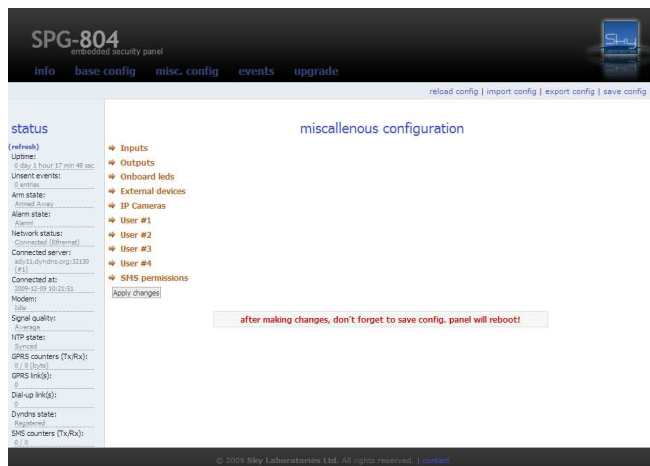 SPG-804
embedded security panel
Sky
Laboratories
info base config misc. config events upgrade
reload config | import config | export config | save config
status
(refresh)
Uptime:
0 day 1 hour 17 min 48 sec
Unsent events:
0 entries
Arm state:
Armed Away
Alarm state:
Alarm!
Network status:
Connected (Ethernet)
Connected server:
ady11.dyndns.org:32130
(#1)
Connected at:
2009-12-09 10:21:51
Modem:
Idle
Signal quality:
Average
NTP state:
Synced
GPRS counters (Tx/Rx):
0 / 0 (byte)
GPRS link(s):
0
Dial-up link(s):
0
Dyndns state:
Registered
SMS counters (Tx/Rx):
0 / 0
miscallenous configuration
Inputs
Outputs
Onboard leds
External devices
IP Cameras
User #1
User #2
User #3
User #4
SMS permissions
Apply changes
after making changes, don't forget to save config. panel will reboot!
© 2009 Sky Laboratories Ltd. All rights reserved. | contact